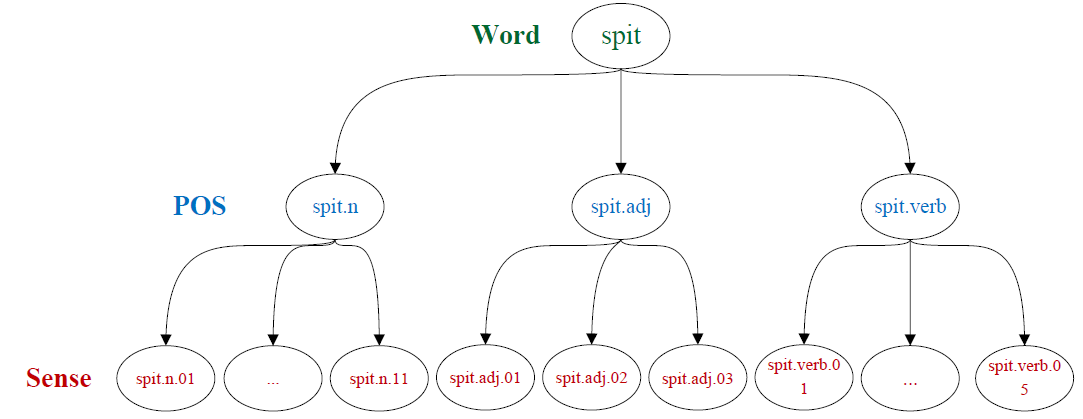 Word spit
POS spit.n spit.adj spit.verb
Sense spit.n.01 ... spit.n.11 spit.adj.01 spit.adj.02 spit.adj.03 spit.verb.0 ... spit.verb.0
1 5